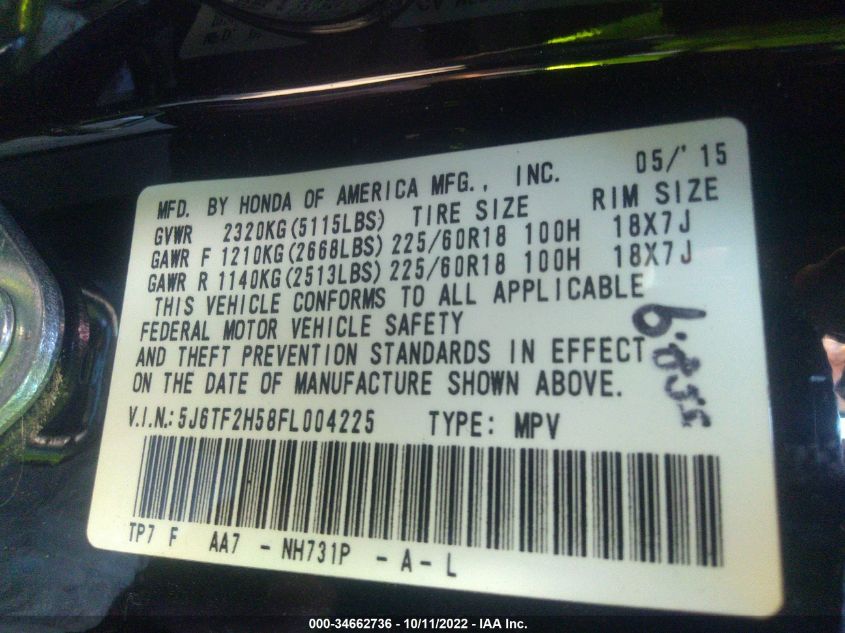 MFD. BY HONDA OF AMERICA MFG., INC. 05/'15
GVWR 2320KG(5115LBS) TIRE SIZE RIM SIZE
GAWR F 1210KG(2668LBS) 225/60R18 100H 18X7J
GAWR R 1140KG(2513LBS) 225/60R18 100H 18X7J
THIS VEHICLE CONFORMS TO ALL APPLICABLE
FEDERAL MOTOR VEHICLE SAFETY
AND THEFT PREVENTION STANDARDS IN EFFECT
ON THE DATE OF MANUFACTURE SHOWN ABOVE.
V.I.N.: 5J6TF2H58FL004225 TYPE: MPV
TP7 F AA7 - NH731P - A - L
000-34662736 - 10/11/2022 - IAA Inc.